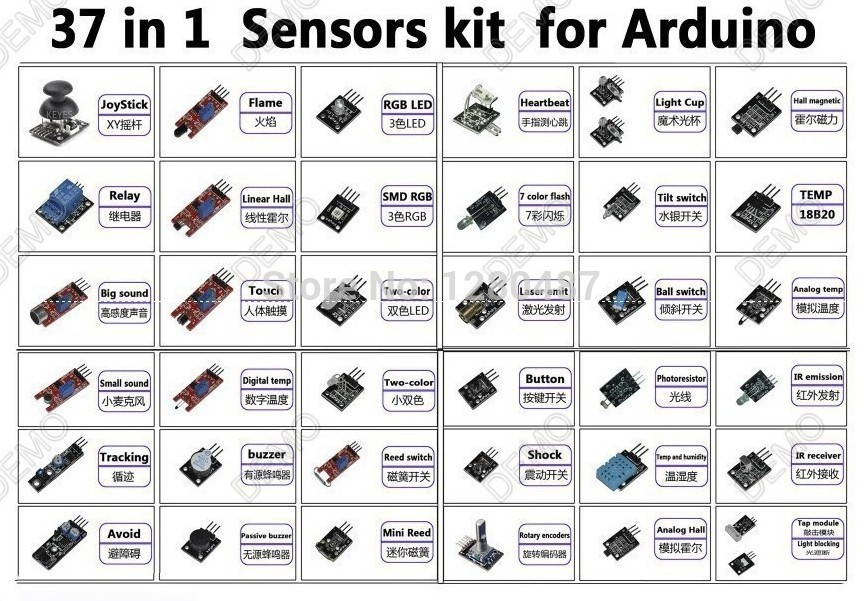 37 in 1 Sensors kit for Arduino
JoyStick
XY摇杆
Flame
火焰
RGB LED
3色LED
Heartbeat
手指测心跳
Light Cup
魔术光杯
Hall magnetic
霍尔磁力
Relay
继电器
Linear Hall
线性霍尔
SMD RGB
3色RGB
7 color flash
7彩闪烁
Tilt switch
水银开关
TEMP
18B20
Big sound
高感度声音
Touch
人体触摸
Two-color
双色LED
Laser emit
激光发射
Ball switch
倾斜开关
Analog temp
模拟温度
Small sound
小麦克风
Digital temp
数字温度
Two-color
小双色
Button
按键开关
Photoresistor
光线
IR emission
红外发射
Tracking
循迹
buzzer
有源蜂鸣器
Reed switch
磁簧开关
Shock
震动开关
Temp and humidity
温湿度
IR receiver
红外接收
Avoid
避障碍
Passive buzzer
无源蜂鸣器
Mini Reed
迷你磁簧
Rotary encoders
旋转编码器
Analog Hall
模拟霍尔
Tap module
敲击模块
Light blocking
光遮断
KEYES
DEMO
DEMO
DEMO
DEMO
DEMO
DEMO
DEMO
DEMO
DEMO